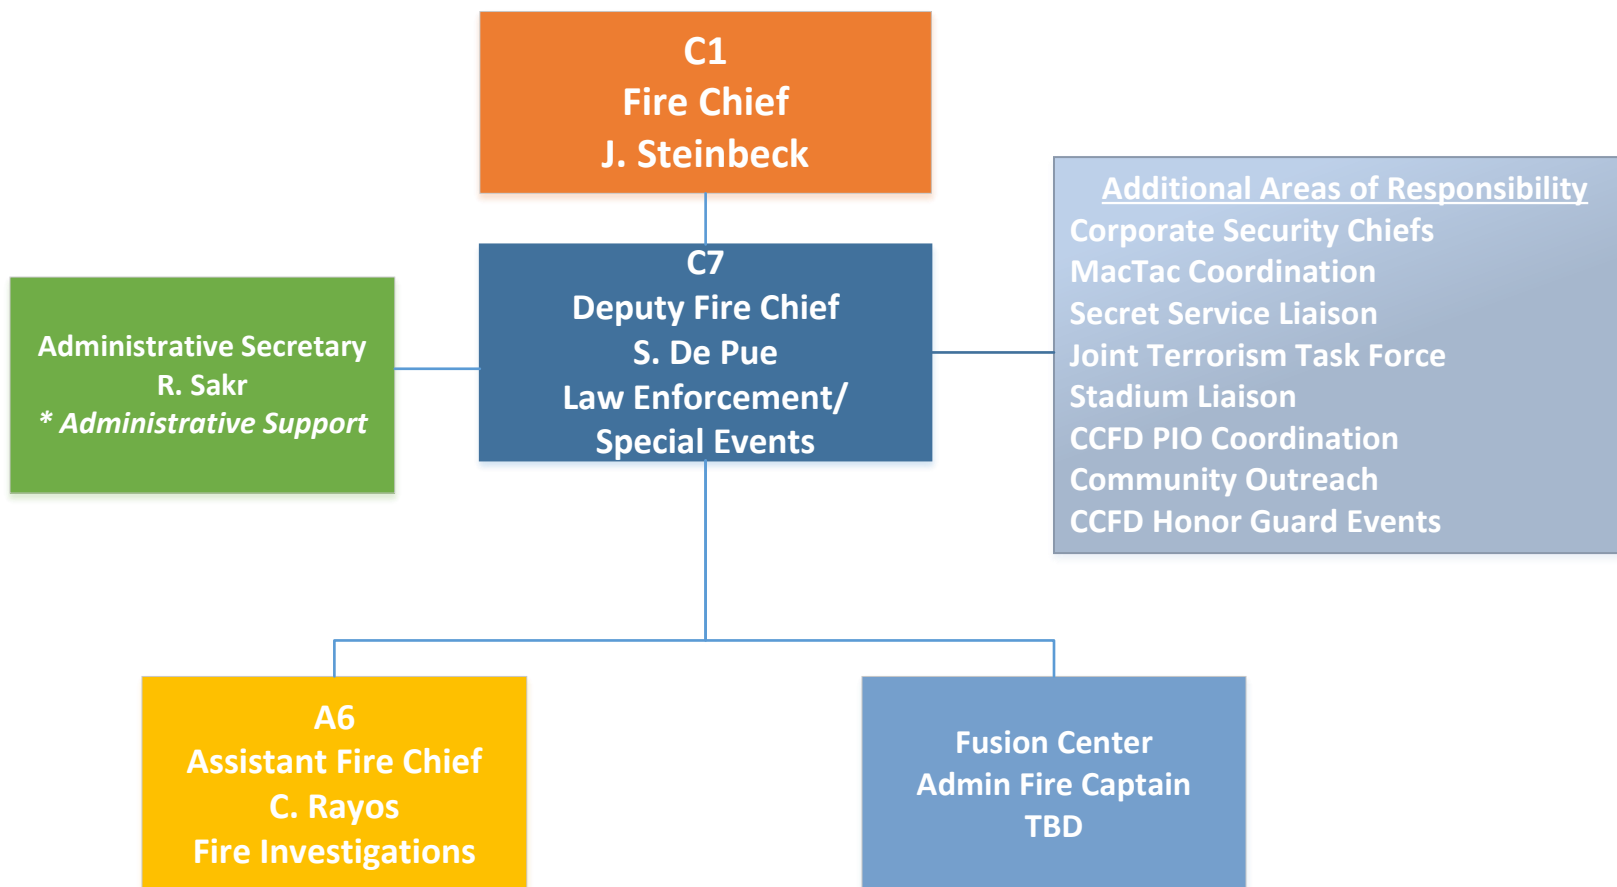 C1
Fire Chief
J. Steinbeck
C7
Deputy Fire Chief
S. De Pue
Law Enforcement/
Special Events
Administrative Secretary
R. Sakr
* Administrative Support
Additional Areas of Responsibility
Corporate Security Chiefs
MacTac Coordination
Secret Service Liaison
Joint Terrorism Task Force
Stadium Liaison
CCFD PIO Coordination
Community Outreach
CCFD Honor Guard Events
A6
Assistant Fire Chief
C. Rayos
Fire Investigations
Fusion Center
Admin Fire Captain
TBD